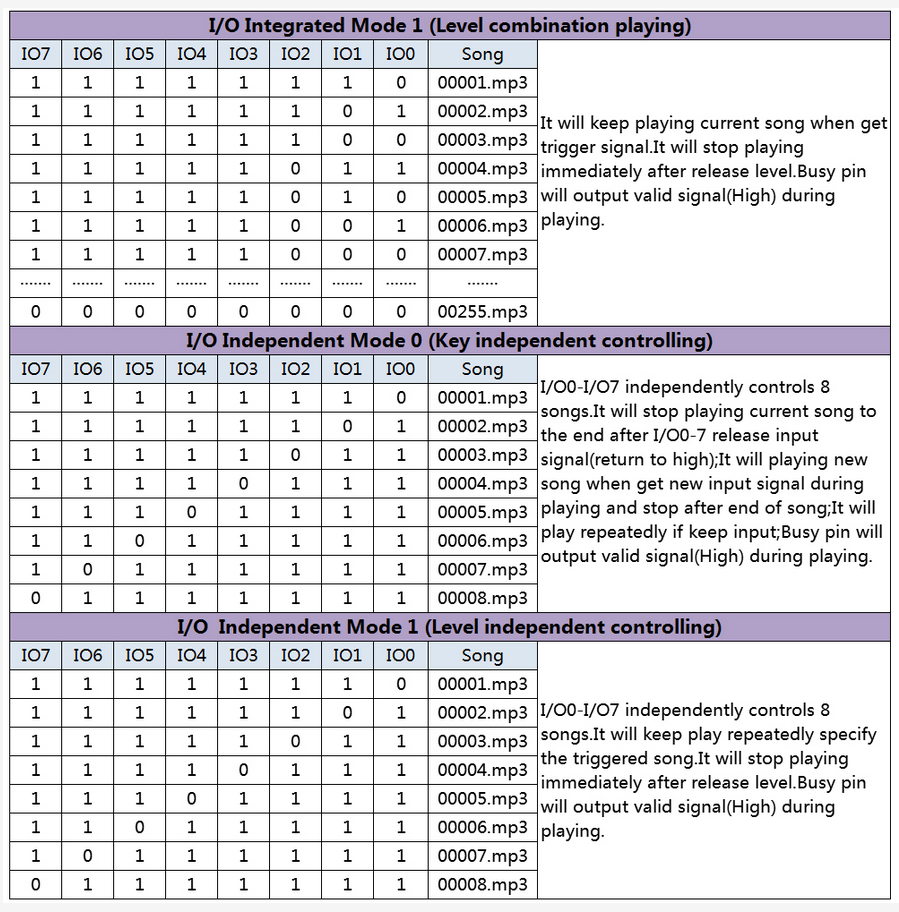 I/O Integrated Mode 1 (Level combination playing)
IO7 IO6 IO5 IO4 IO3 IO2 IO1 IO0 Song
1 1 1 1 1 1 1 0 00001.mp3
1 1 1 1 1 1 0 1 00002.mp3
1 1 1 1 1 1 0 0 00003.mp3
1 1 1 1 1 0 1 1 00004.mp3
1 1 1 1 1 0 1 0 00005.mp3
1 1 1 1 1 0 0 1 00006.mp3
1 1 1 1 1 0 0 0 00007.mp3
....... ....... ....... ....... ....... ....... ....... ....... .......
0 0 0 0 0 0 0 0 00255.mp3
It will keep playing current song when get
trigger signal.It will stop playing
immediately after release level.Busy pin
will output valid signal(High) during
playing.
I/O Independent Mode 0 (Key independent controlling)
IO7 IO6 IO5 IO4 IO3 IO2 IO1 IO0 Song
1 1 1 1 1 1 1 0 00001.mp3
1 1 1 1 1 1 0 1 00002.mp3
1 1 1 1 1 0 1 1 00003.mp3
1 1 1 1 0 1 1 1 00004.mp3
1 1 1 0 1 1 1 1 00005.mp3
1 1 0 1 1 1 1 1 00006.mp3
1 0 1 1 1 1 1 1 00007.mp3
0 1 1 1 1 1 1 1 00008.mp3
I/O0-I/O7 independently controls 8
songs.It will stop playing current song to
the end after I/O0-7 release input
signal(return to high);It will playing new
song when get new input signal during
playing and stop after end of song;It will
play repeatedly if keep input;Busy pin will
output valid signal(High) during playing.
I/O  Independent Mode 1 (Level independent controlling)
IO7 IO6 IO5 IO4 IO3 IO2 IO1 IO0 Song
1 1 1 1 1 1 1 0 00001.mp3
1 1 1 1 1 1 0 1 00002.mp3
1 1 1 1 1 0 1 1 00003.mp3
1 1 1 1 0 1 1 1 00004.mp3
1 1 1 0 1 1 1 1 00005.mp3
1 1 0 1 1 1 1 1 00006.mp3
1 0 1 1 1 1 1 1 00007.mp3
0 1 1 1 1 1 1 1 00008.mp3
I/O0-I/O7 independently controls 8
songs.It will keep play repeatedly specify
the triggered song.It will stop playing
immediately after release level.Busy pin
will output valid signal(High) during
playing.